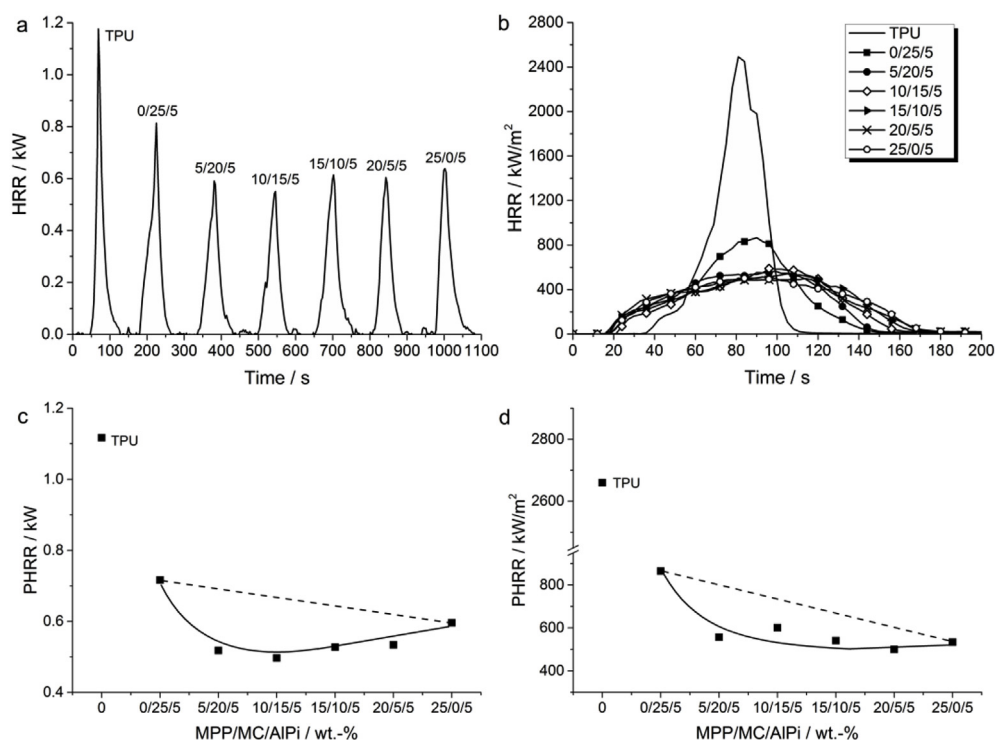 a
1.2
1.0
0.8
0.6
0.4
0.2
0.0
HRR / kW
TPU
0/25/5
5/20/5
10/15/5
15/10/5
20/5/5
25/0/5
0 100 200 300 400 500 600 700 800 900 1000 1100
Time / s
b
2800
2400
2000
1600
1200
800
400
0
HRR / kW/m²
TPU
0/25/5
5/20/5
10/15/5
15/10/5
20/5/5
25/0/5
0 20 40 60 80 100 120 140 160 180 200
Time / s
c
1.2
1.0
0.8
0.6
0.4
PHRR / kW
TPU
0 0/25/5 5/20/5 10/15/5 15/10/5 20/5/5 25/0/5
MPP/MC/AlPi / wt.-%
d
2800
2600
800
600
400
PHRR / kW/m²
TPU
0 0/25/5 5/20/5 10/15/5 15/10/5 20/5/5 25/0/5
MPP/MC/AlPi / wt.-%